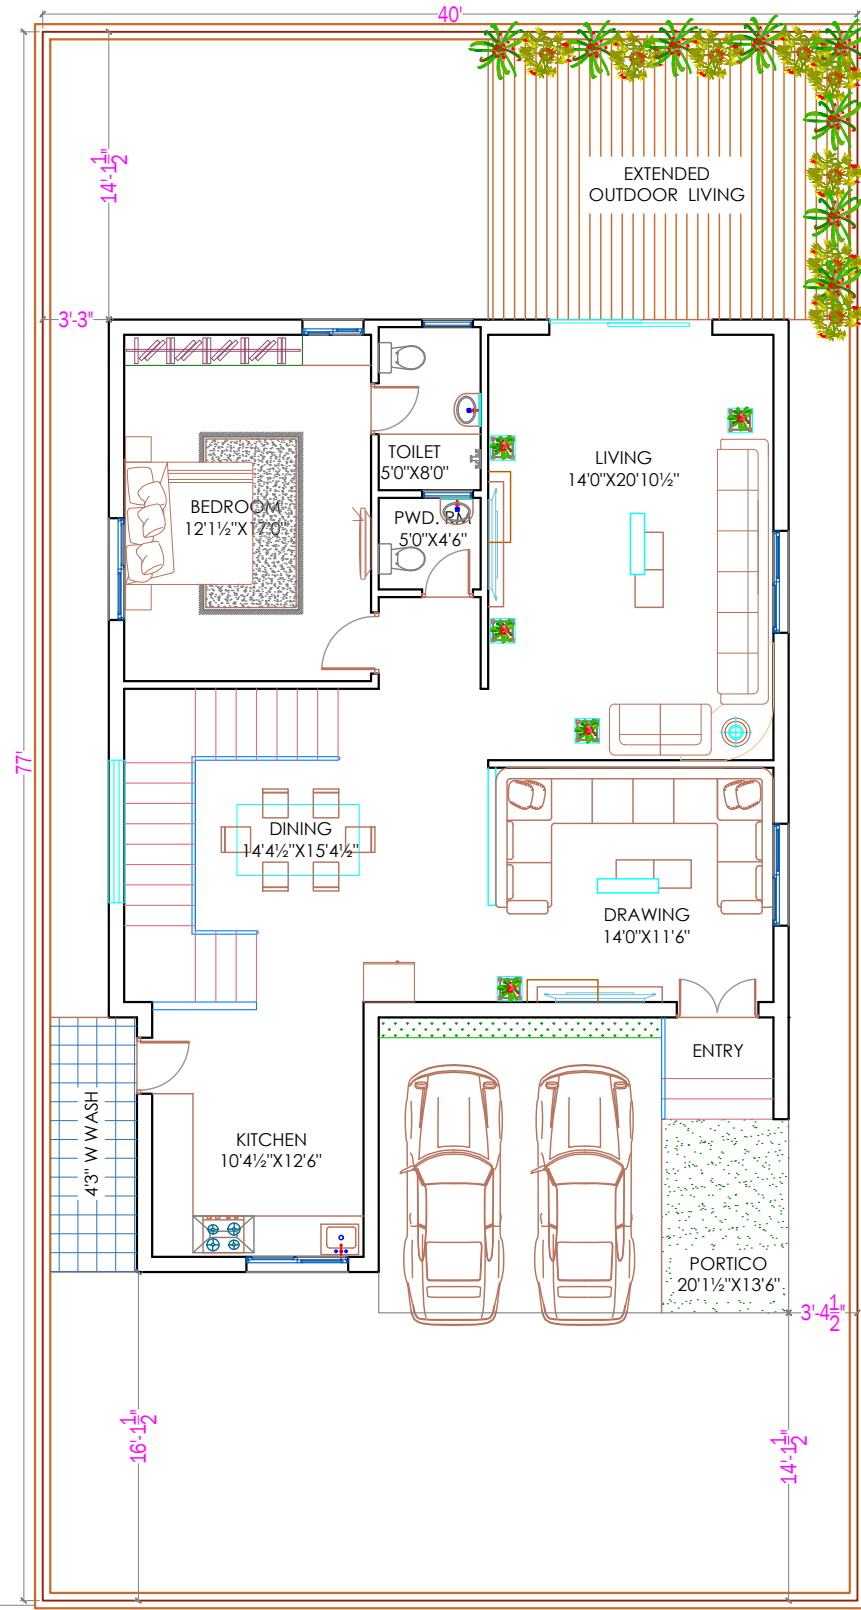 40'
14'-1½"
EXTENDED
OUTDOOR LIVING
3'-3"
TOILET
5'0"X8'0"
LIVING
14'0"X20'10½"
BEDROOM
12'1½"X17'0"
PWD. RM
5'0"X4'6"
77'
DINING
14'4½"X15'4½"
DRAWING
14'0"X11'6"
ENTRY
4'3" W WASH
KITCHEN
10'4½"X12'6"
PORTICO
20'1½"X13'6"
3'-4½"
16'-1½"
14'-1½"